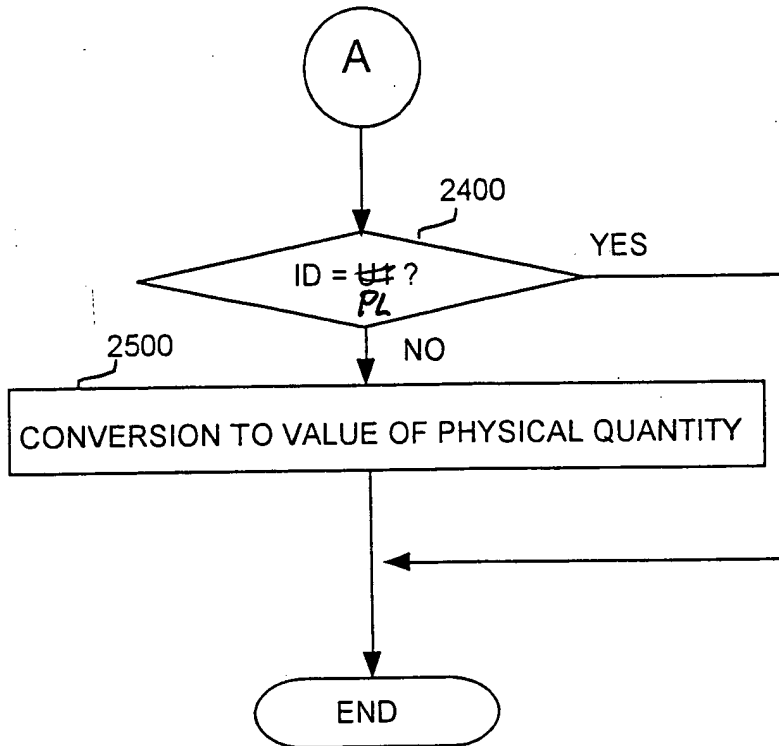 A
2400
YES
ID = ?
PL
NO
2500
CONVERSION TO VALUE OF PHYSICAL QUANTITY
END